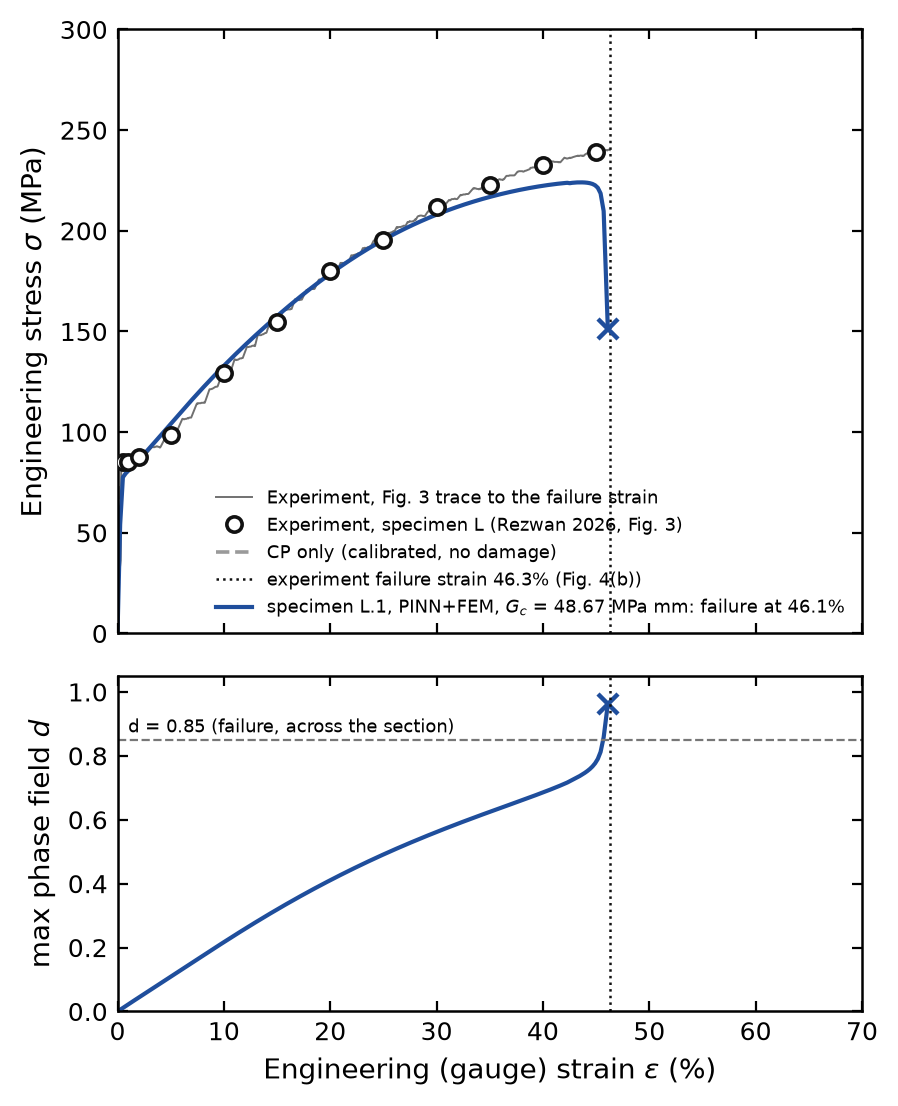 300
250
200
150
100
50
0
Engineering stress σ (MPa)
Experiment, Fig. 3 trace to the failure strain
Experiment, specimen L (Rezwan 2026, Fig. 3)
CP only (calibrated, no damage)
experiment failure strain 46.3% (Fig. 4(b))
specimen L.1, PINN+FEM, G_c = 48.67 MPa mm: failure at 46.1%
1.0
0.8
0.6
0.4
0.2
0.0
max phase field d
d = 0.85 (failure, across the section)
0 10 20 30 40 50 60 70
Engineering (gauge) strain ε (%)